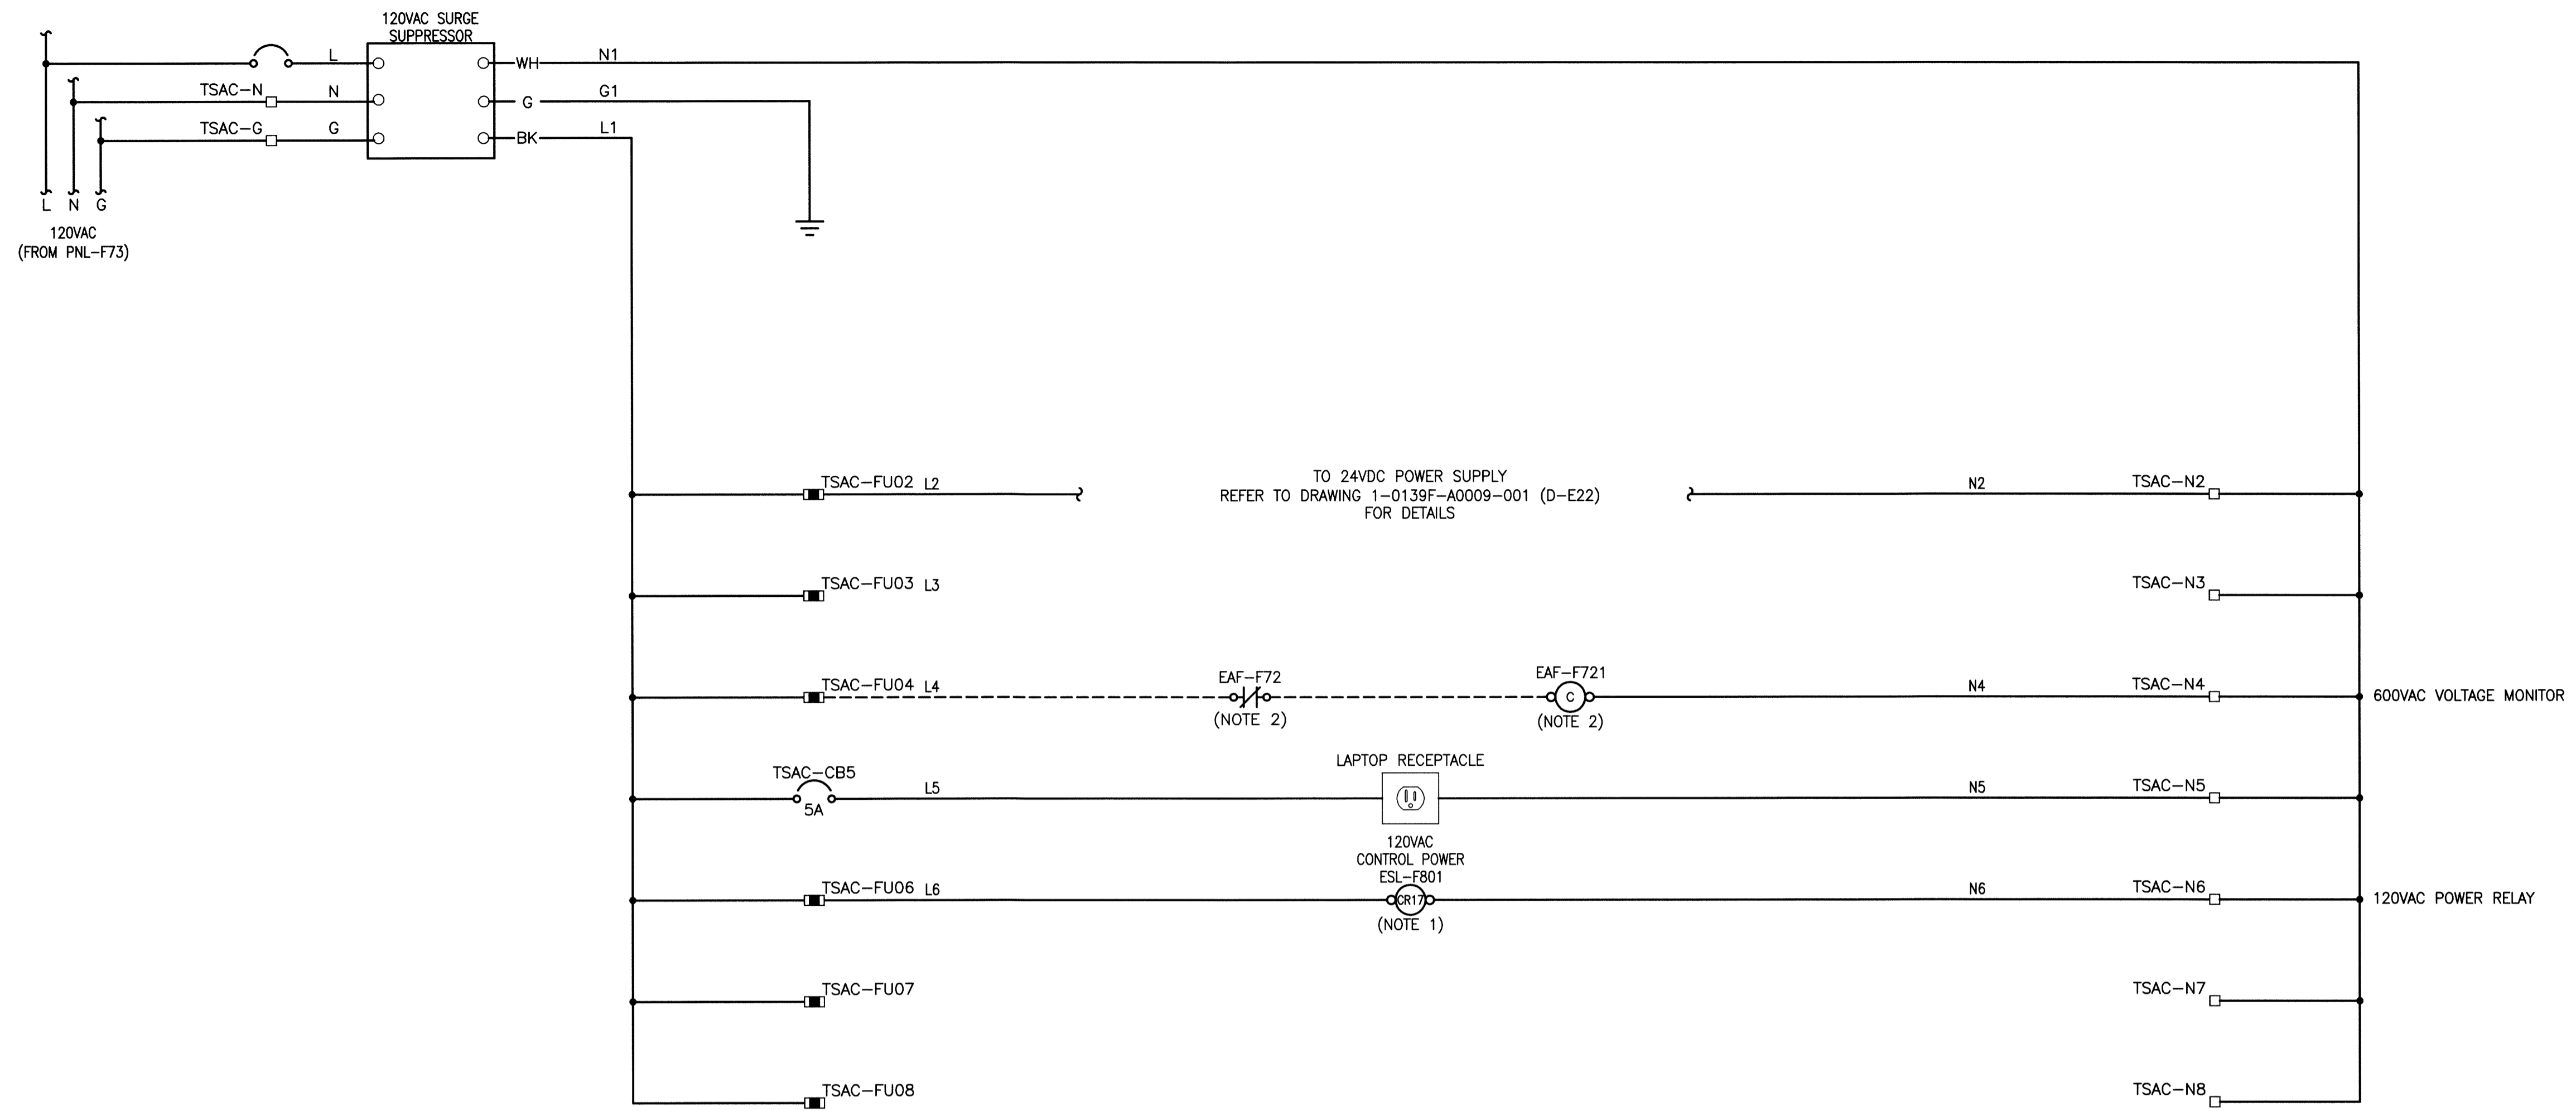 120VAC SURGE
SUPPRESSOR
L
WH
N1
TSAC-N
N
G
G1
TSAC-G
G
BK
L1
L N G
120VAC
(FROM PNL-F73)
TSAC-FU02 L2
TO 24VDC POWER SUPPLY
REFER TO DRAWING 1-0139F-A0009-001 (D-E22)
FOR DETAILS
N2
TSAC-N2
TSAC-FU03 L3
TSAC-N3
TSAC-FU04 L4
EAF-F72
(NOTE 2)
EAF-F721
C
(NOTE 2)
N4
TSAC-N4
600VAC VOLTAGE MONITOR
TSAC-CB5
5A
L5
LAPTOP RECEPTACLE
N5
TSAC-N5
TSAC-FU06 L6
120VAC
CONTROL POWER
ESL-F801
CR17
(NOTE 1)
N6
TSAC-N6
120VAC POWER RELAY
TSAC-FU07
TSAC-N7
TSAC-FU08
TSAC-N8